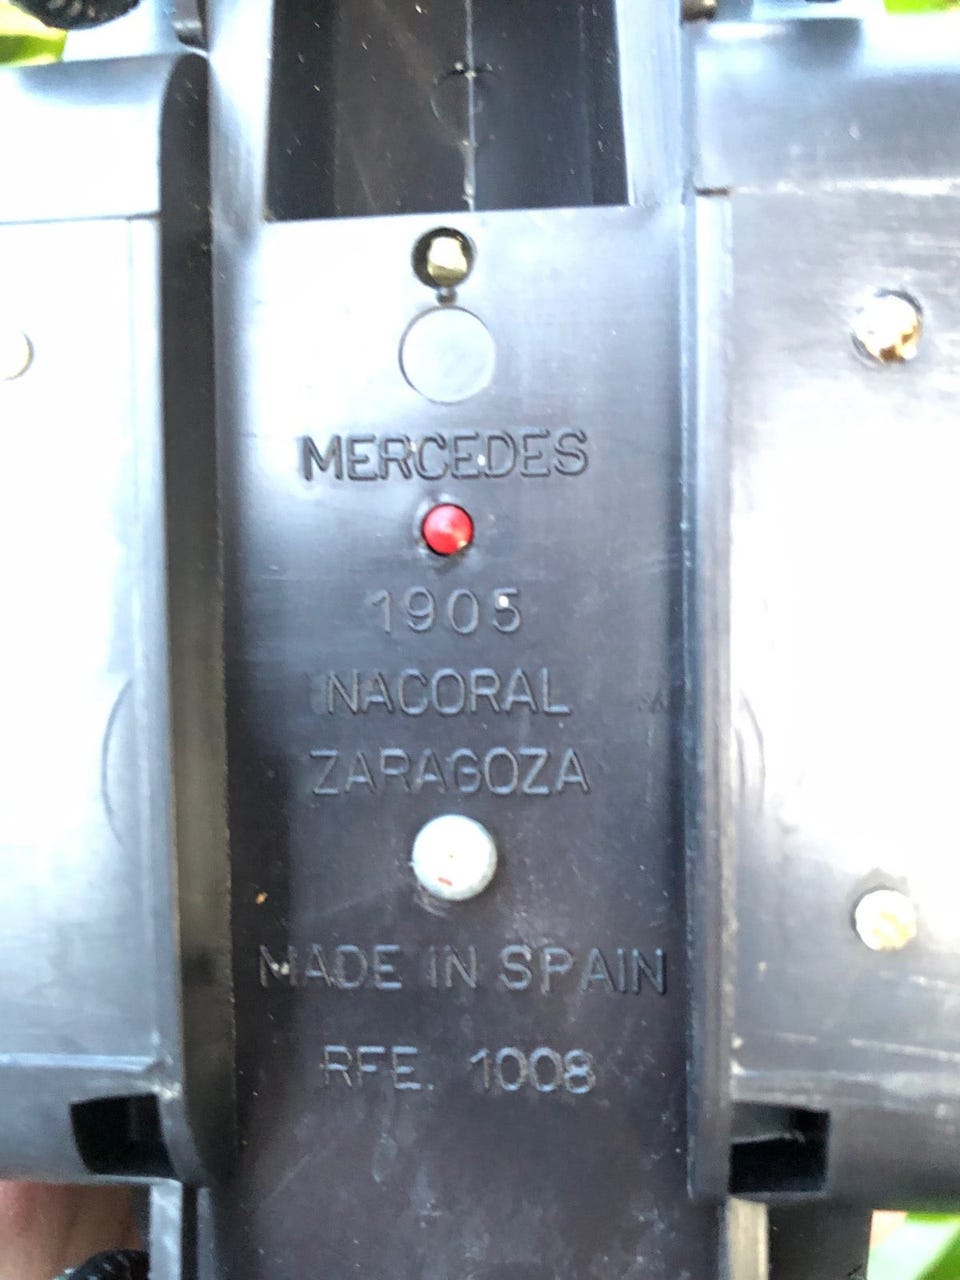 MERCEDES
1905
NACORAL
ZARAGOZA
MADE IN SPAIN
RFE. 1008